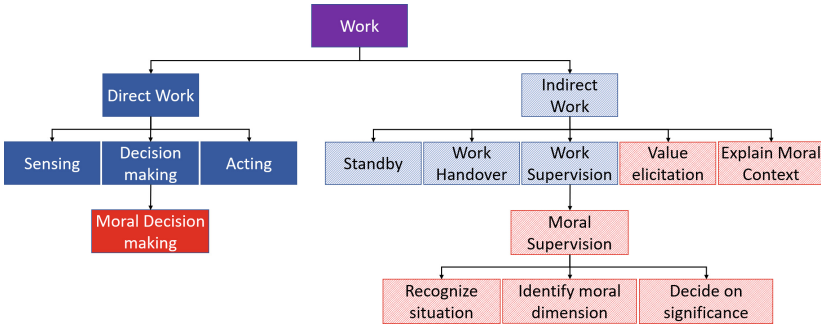 Work
Direct Work
Indirect
Work
Sensing
Decision
making
Acting
Standby
Work
Handover
Work
Supervision
Value
elicitation
Explain Moral
Context
Moral Decision
making
Moral
Supervision
Recognize
situation
Identify moral
dimension
Decide on
significance